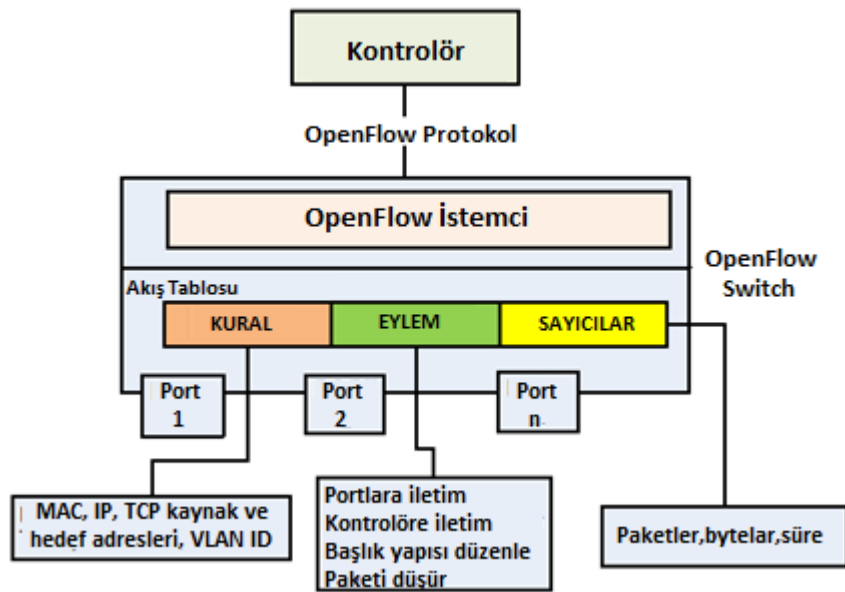 Kontrolör
OpenFlow Protokol
OpenFlow İstemci
OpenFlow
Switch
Akış Tablosu
KURAL
EYLEM
SAYICILAR
Port
1
Port
2
Port
n
MAC, IP, TCP kaynak ve
hedef adresleri, VLAN ID
Portlara iletim
Kontrolöre iletim
Başlık yapısı düzenle
Paketi düşür
Paketler,bytelar,süre